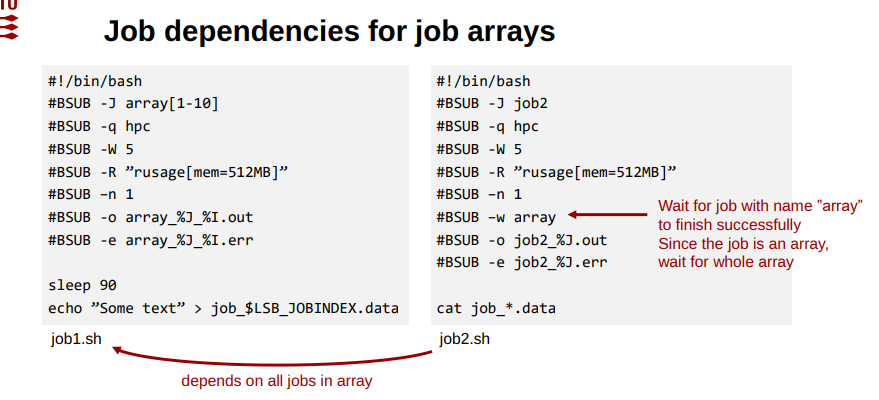 Job dependencies for job arrays
#!/bin/bash
#BSUB -J array[1-10]
#BSUB -q hpc
#BSUB -W 5
#BSUB -R ”rusage[mem=512MB]”
#BSUB –n 1
#BSUB -o array_%J_%I.out
#BSUB -e array_%J_%I.err
sleep 90
echo ”Some text” > job_$LSB_JOBINDEX.data
job1.sh
#!/bin/bash
#BSUB -J job2
#BSUB -q hpc
#BSUB -W 5
#BSUB -R ”rusage[mem=512MB]”
#BSUB –n 1
#BSUB –w array
#BSUB -o job2_%J.out
#BSUB -e job2_%J.err
cat job_*.data
job2.sh
Wait for job with name ”array”
to finish successfully
Since the job is an array,
wait for whole array
depends on all jobs in array